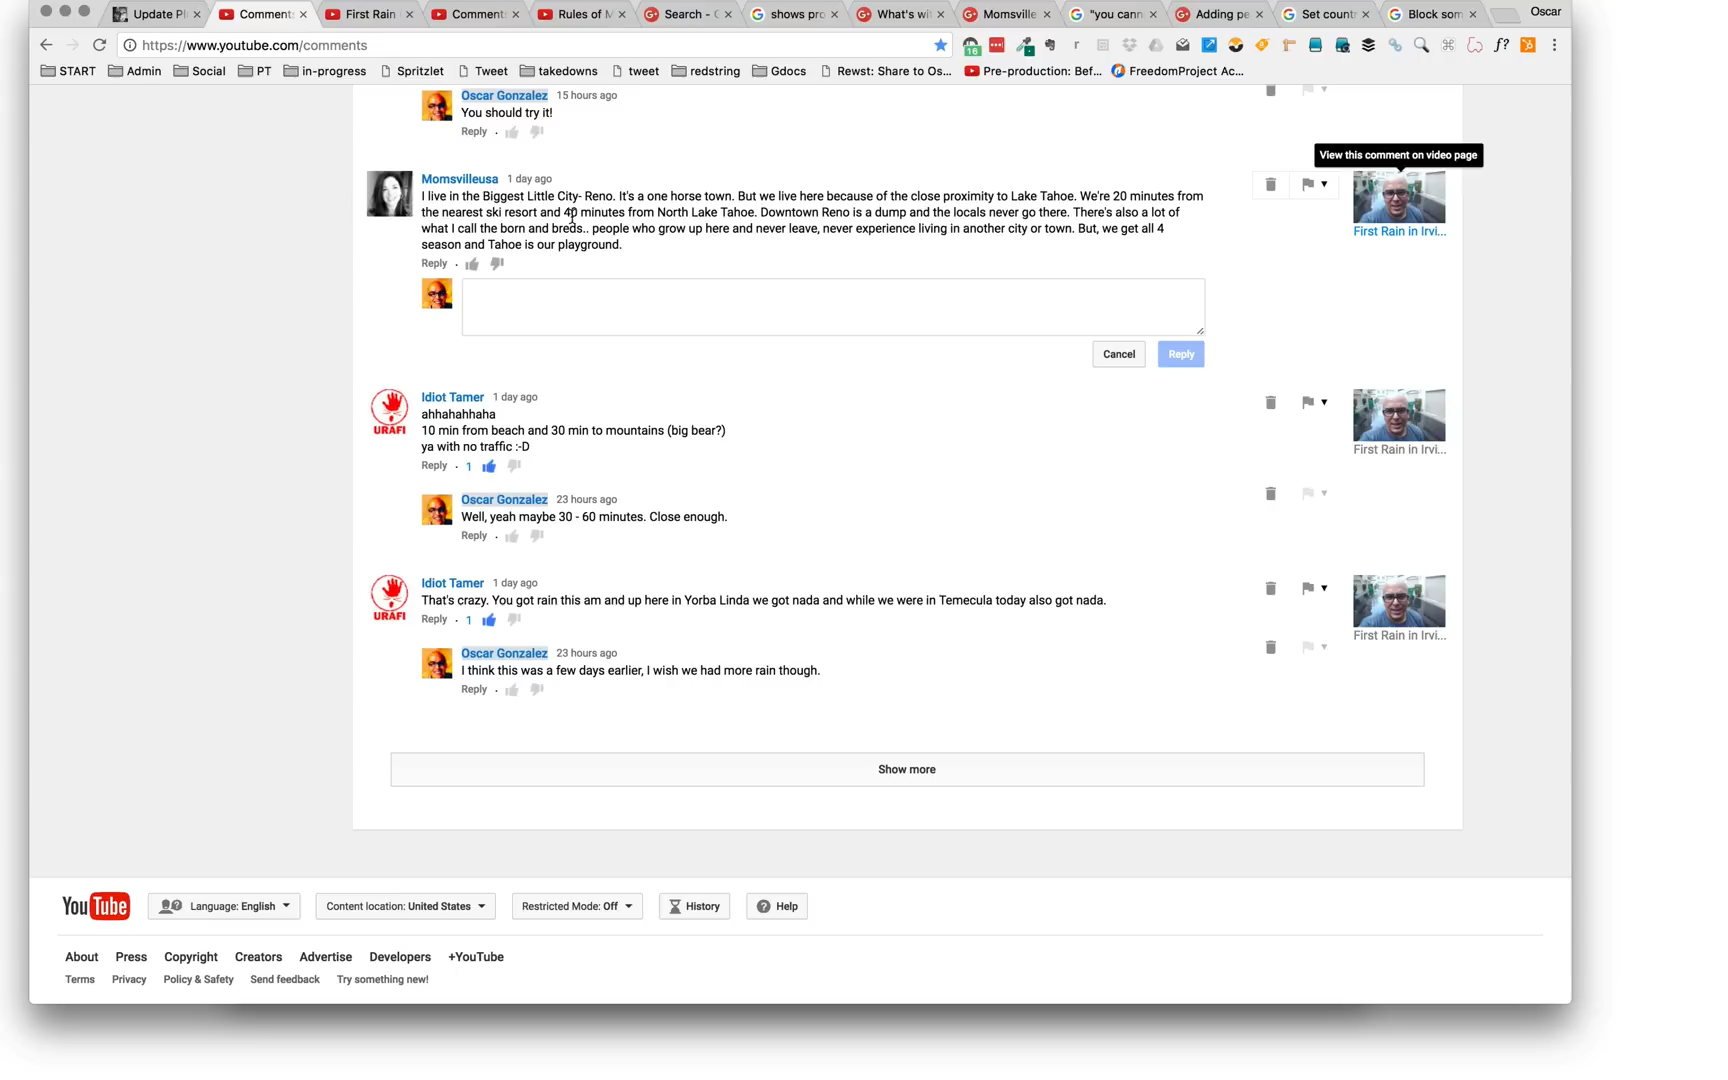 Update Pl
Comment
First Rain
Comment
Rules of M
Search - G
shows pro
What's wit
Momsville
"you cann
Adding pe
Set countr
Block som
Oscar
https://www.youtube.com/comments
16
START
Admin
Social
PT
in-progress
Spritzlet
Tweet
takedowns
tweet
redstring
Gdocs
Rewst: Share to Os...
Pre-production: Bef...
FreedomProject Ac...
Oscar Gonzalez 15 hours ago
You should try it!
Reply
View this comment on video page
Momsvilleusa 1 day ago
I live in the Biggest Little City- Reno. It's a one horse town. But we live here because of the close proximity to Lake Tahoe. We're 20 minutes from
the nearest ski resort and 40 minutes from North Lake Tahoe. Downtown Reno is a dump and the locals never go there. There's also a lot of
what I call the born and breds.. people who grow up here and never leave, never experience living in another city or town. But, we get all 4
season and Tahoe is our playground.
First Rain in Irvi...
Reply
Cancel
Reply
Idiot Tamer 1 day ago
ahhahahhaha
10 min from beach and 30 min to mountains (big bear?)
ya with no traffic :-D
URAFI
Reply · 1
First Rain in Irvi...
Oscar Gonzalez 23 hours ago
Well, yeah maybe 30 - 60 minutes. Close enough.
Reply
Idiot Tamer 1 day ago
That's crazy. You got rain this am and up here in Yorba Linda we got nada and while we were in Temecula today also got nada.
URAFI
Reply · 1
First Rain in Irvi...
Oscar Gonzalez 23 hours ago
I think this was a few days earlier, I wish we had more rain though.
Reply
Show more
YouTube
Language: English
Content location: United States
Restricted Mode: Off
History
Help
About
Press
Copyright
Creators
Advertise
Developers
+YouTube
Terms
Privacy
Policy & Safety
Send feedback
Try something new!